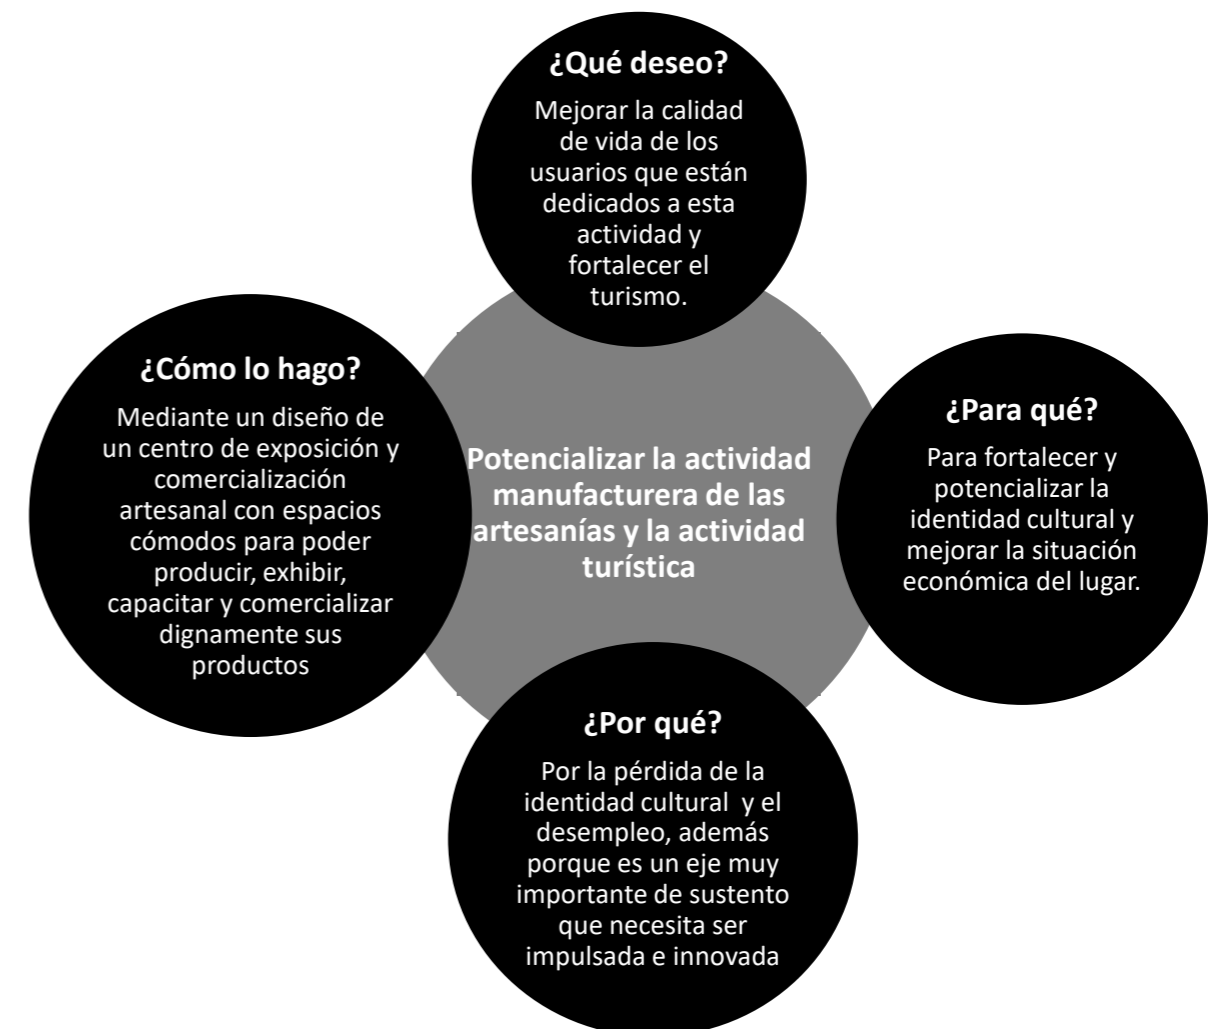 ¿Qué deseo?
Mejorar la calidad
de vida de los
usuarios que están
dedicados a esta
actividad y
fortalecer el
turismo.
¿Cómo lo hago?
Mediante un diseño de
un centro de exposición y
comercialización
artesanal con espacios
cómodos para poder
producir, exhibir,
capacitar y comercializar
dignamente sus
productos
Potencializar la actividad
manufacturera de las
artesanías y la actividad
turística
¿Para qué?
Para fortalecer y
potencializar la
identidad cultural y
mejorar la situación
económica del lugar.
¿Por qué?
Por la pérdida de la
identidad cultural  y el
desempleo, además
porque es un eje muy
importante de sustento
que necesita ser
impulsada e innovada